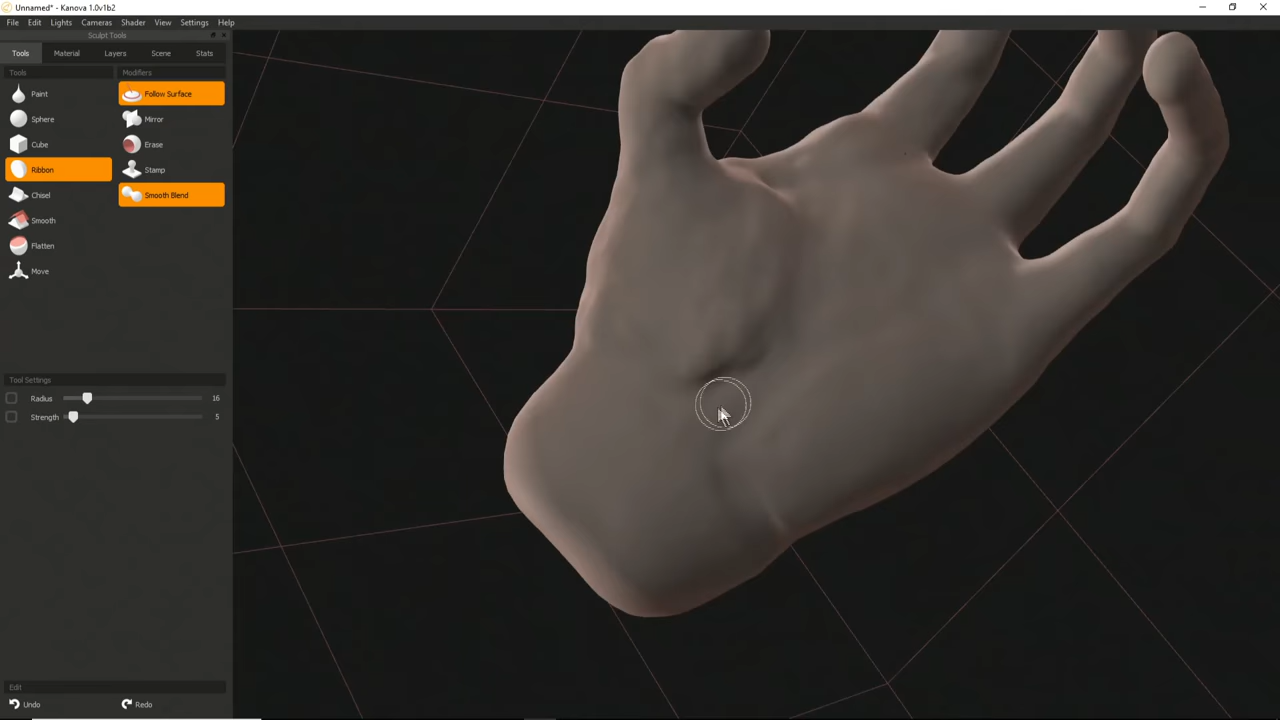 Unnamed* - Kanova 1.0v1b2
File Edit Lights Cameras Shader View Settings Help
Sculpt Tools
Tools Material Layers Scene Stats
Tools Modifiers
Paint Follow Surface
Sphere Mirror
Cube Erase
Ribbon Stamp
Chisel Smooth Blend
Smooth
Flatten
Move
Tool Settings
Radius 16
Strength 5
Edit
Undo Redo